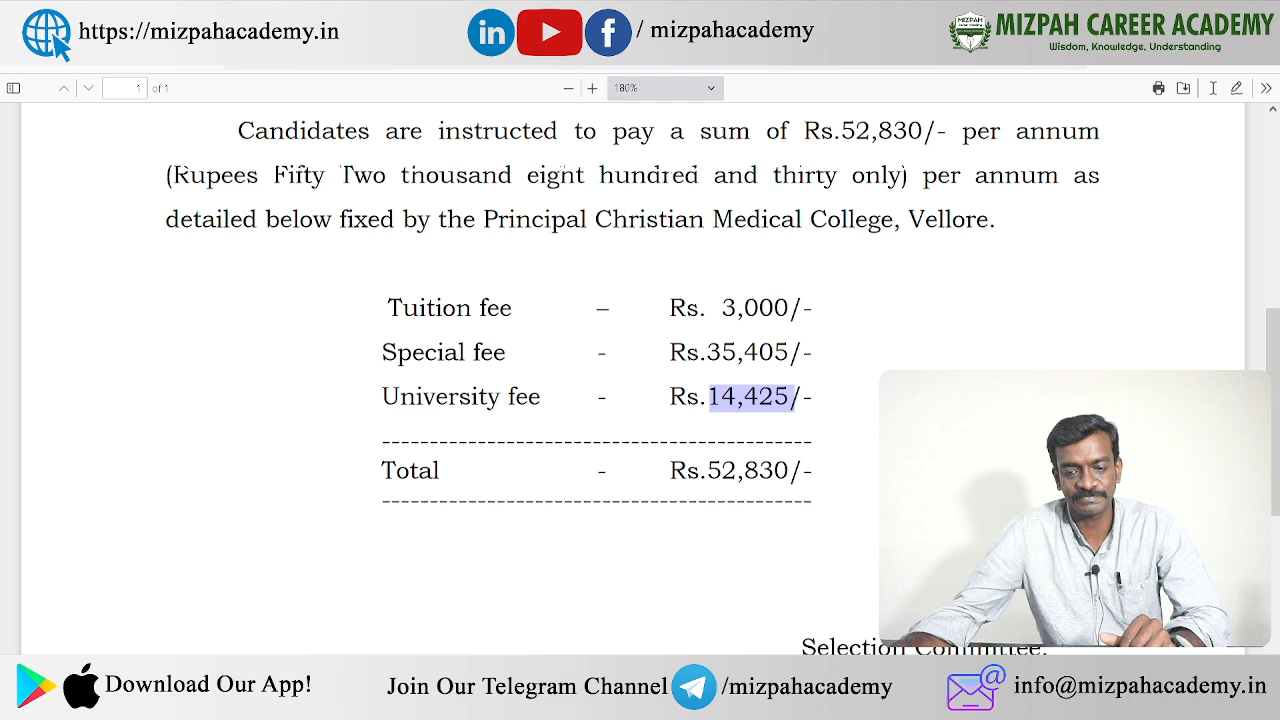 https://mizpahacademy.in
in
f
/ mizpahacademy
MIZPAH
MIZPAH CAREER ACADEMY
Wisdom, Knowledge, Understanding
1 of 1
180%
Candidates are instructed to pay a sum of Rs.52,830/- per annum
(Rupees Fifty Two thousand eight hundred and thirty only) per annum as
detailed below fixed by the Principal Christian Medical College, Vellore.
Tuition fee – Rs. 3,000/-
Special fee - Rs.35,405/-
University fee - Rs.14,425/-
-------------------------------------------
Total - Rs.52,830/-
-------------------------------------------
Selection Committee.
Download Our App!
Join Our Telegram Channel /mizpahacademy
@ info@mizpahacademy.in